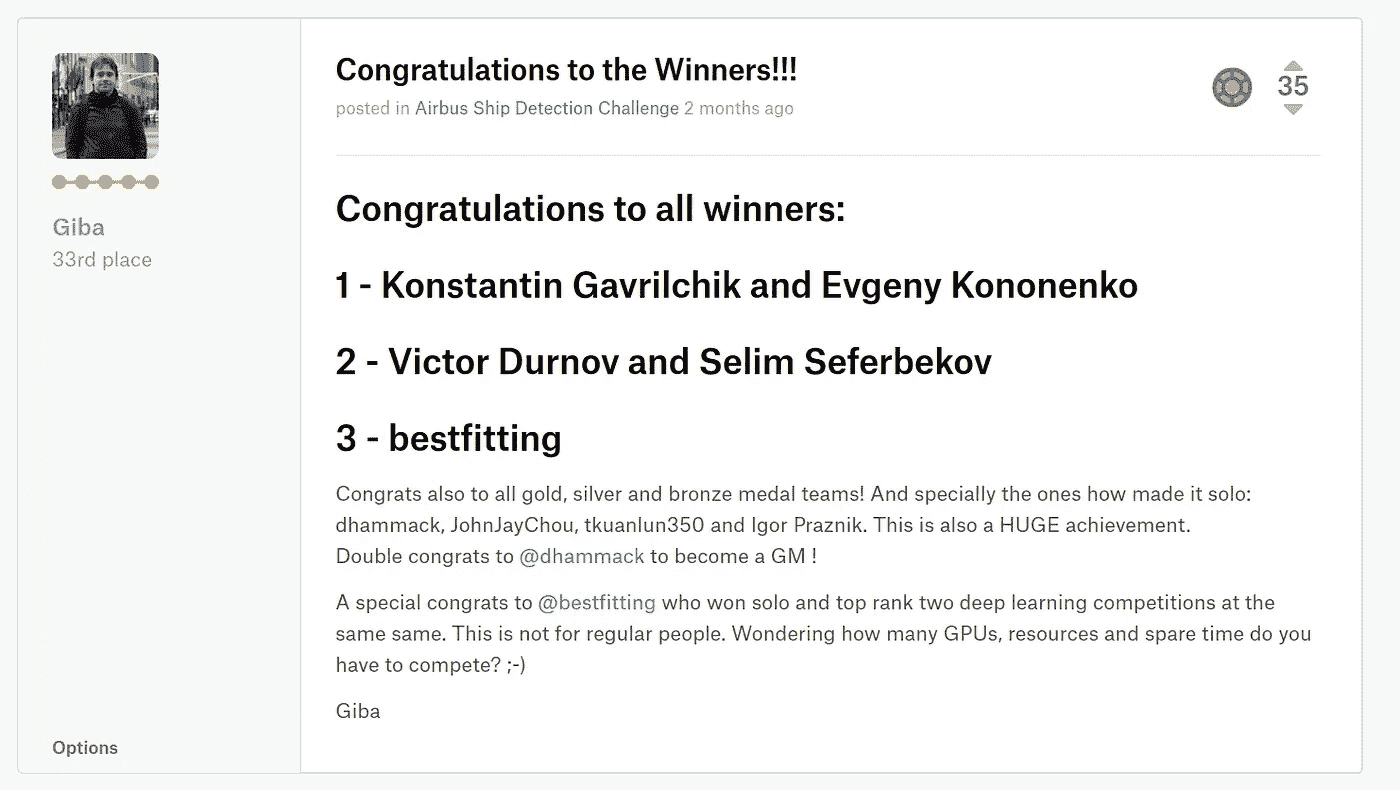 Congratulations to the Winners!!!
posted in Airbus Ship Detection Challenge 2 months ago
35
Giba
33rd place
Congratulations to all winners:
1 - Konstantin Gavrilchik and Evgeny Kononenko
2 - Victor Durnov and Selim Seferbekov
3 - bestfitting
Congrats also to all gold, silver and bronze medal teams! And specially the ones how made it solo:
dhammack, JohnJayChou, tkuanlun350 and Igor Praznik. This is also a HUGE achievement.
Double congrats to @dhammack to become a GM !
A special congrats to @bestfitting who won solo and top rank two deep learning competitions at the
same same. This is not for regular people. Wondering how many GPUs, resources and spare time do you
have to compete? ;-)
Giba
Options